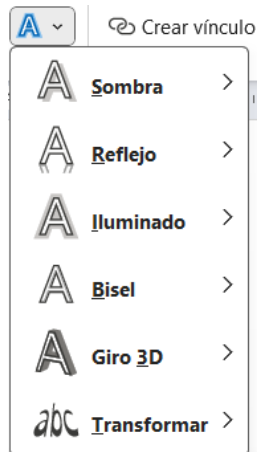 A
Crear vínculo
A Sombra
A Reflejo
A Iluminado
A Bisel
A Giro 3D
abc Transformar